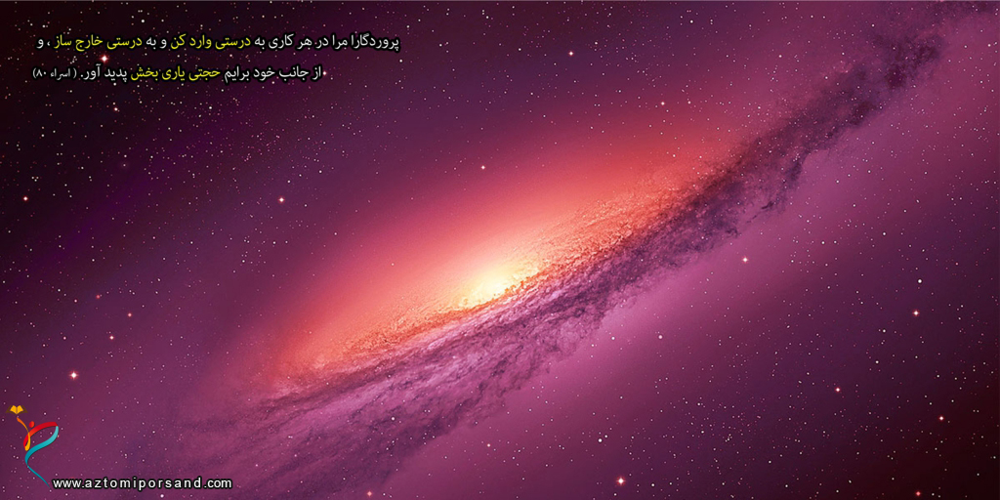 پروردگارا مرا در هر کاری به درستی وارد کن و به درستی خارج ساز ، و
از جانب خود برایم حجتی یاری بخش پدید آور. ( اسراء ۸۰)
www.aztomiporsand.com